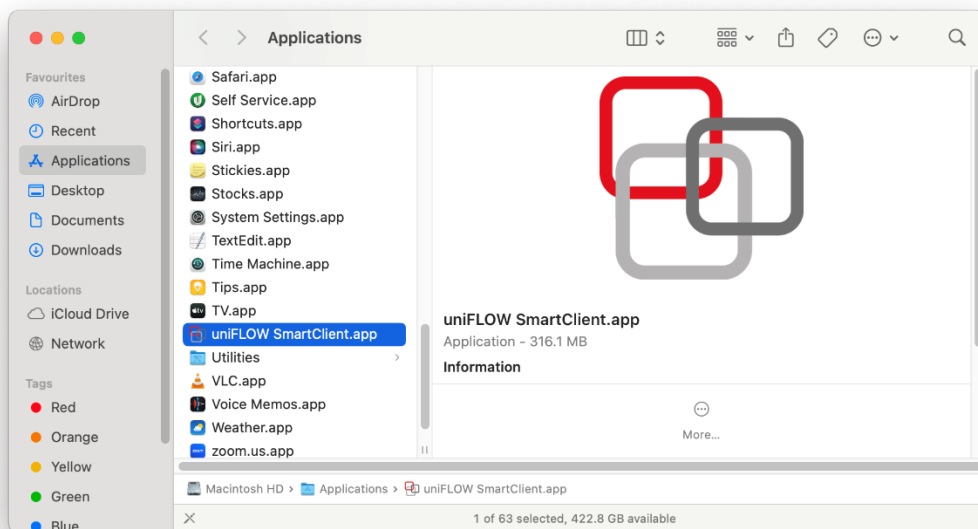 Applications
Favourites
AirDrop
Recent
Applications
Desktop
Documents
Downloads
Locations
iCloud Drive
Network
Tags
Red
Orange
Yellow
Green
Blue
Safari.app
Self Service.app
Shortcuts.app
Siri.app
Stickies.app
Stocks.app
System Settings.app
TextEdit.app
Time Machine.app
Tips.app
TV.app
uniFLOW SmartClient.app
Utilities
VLC.app
Voice Memos.app
Weather.app
zoom.us.app
uniFLOW SmartClient.app
Application - 316.1 MB
Information
More...
Macintosh HD › Applications › uniFLOW SmartClient.app
1 of 63 selected, 422.8 GB available